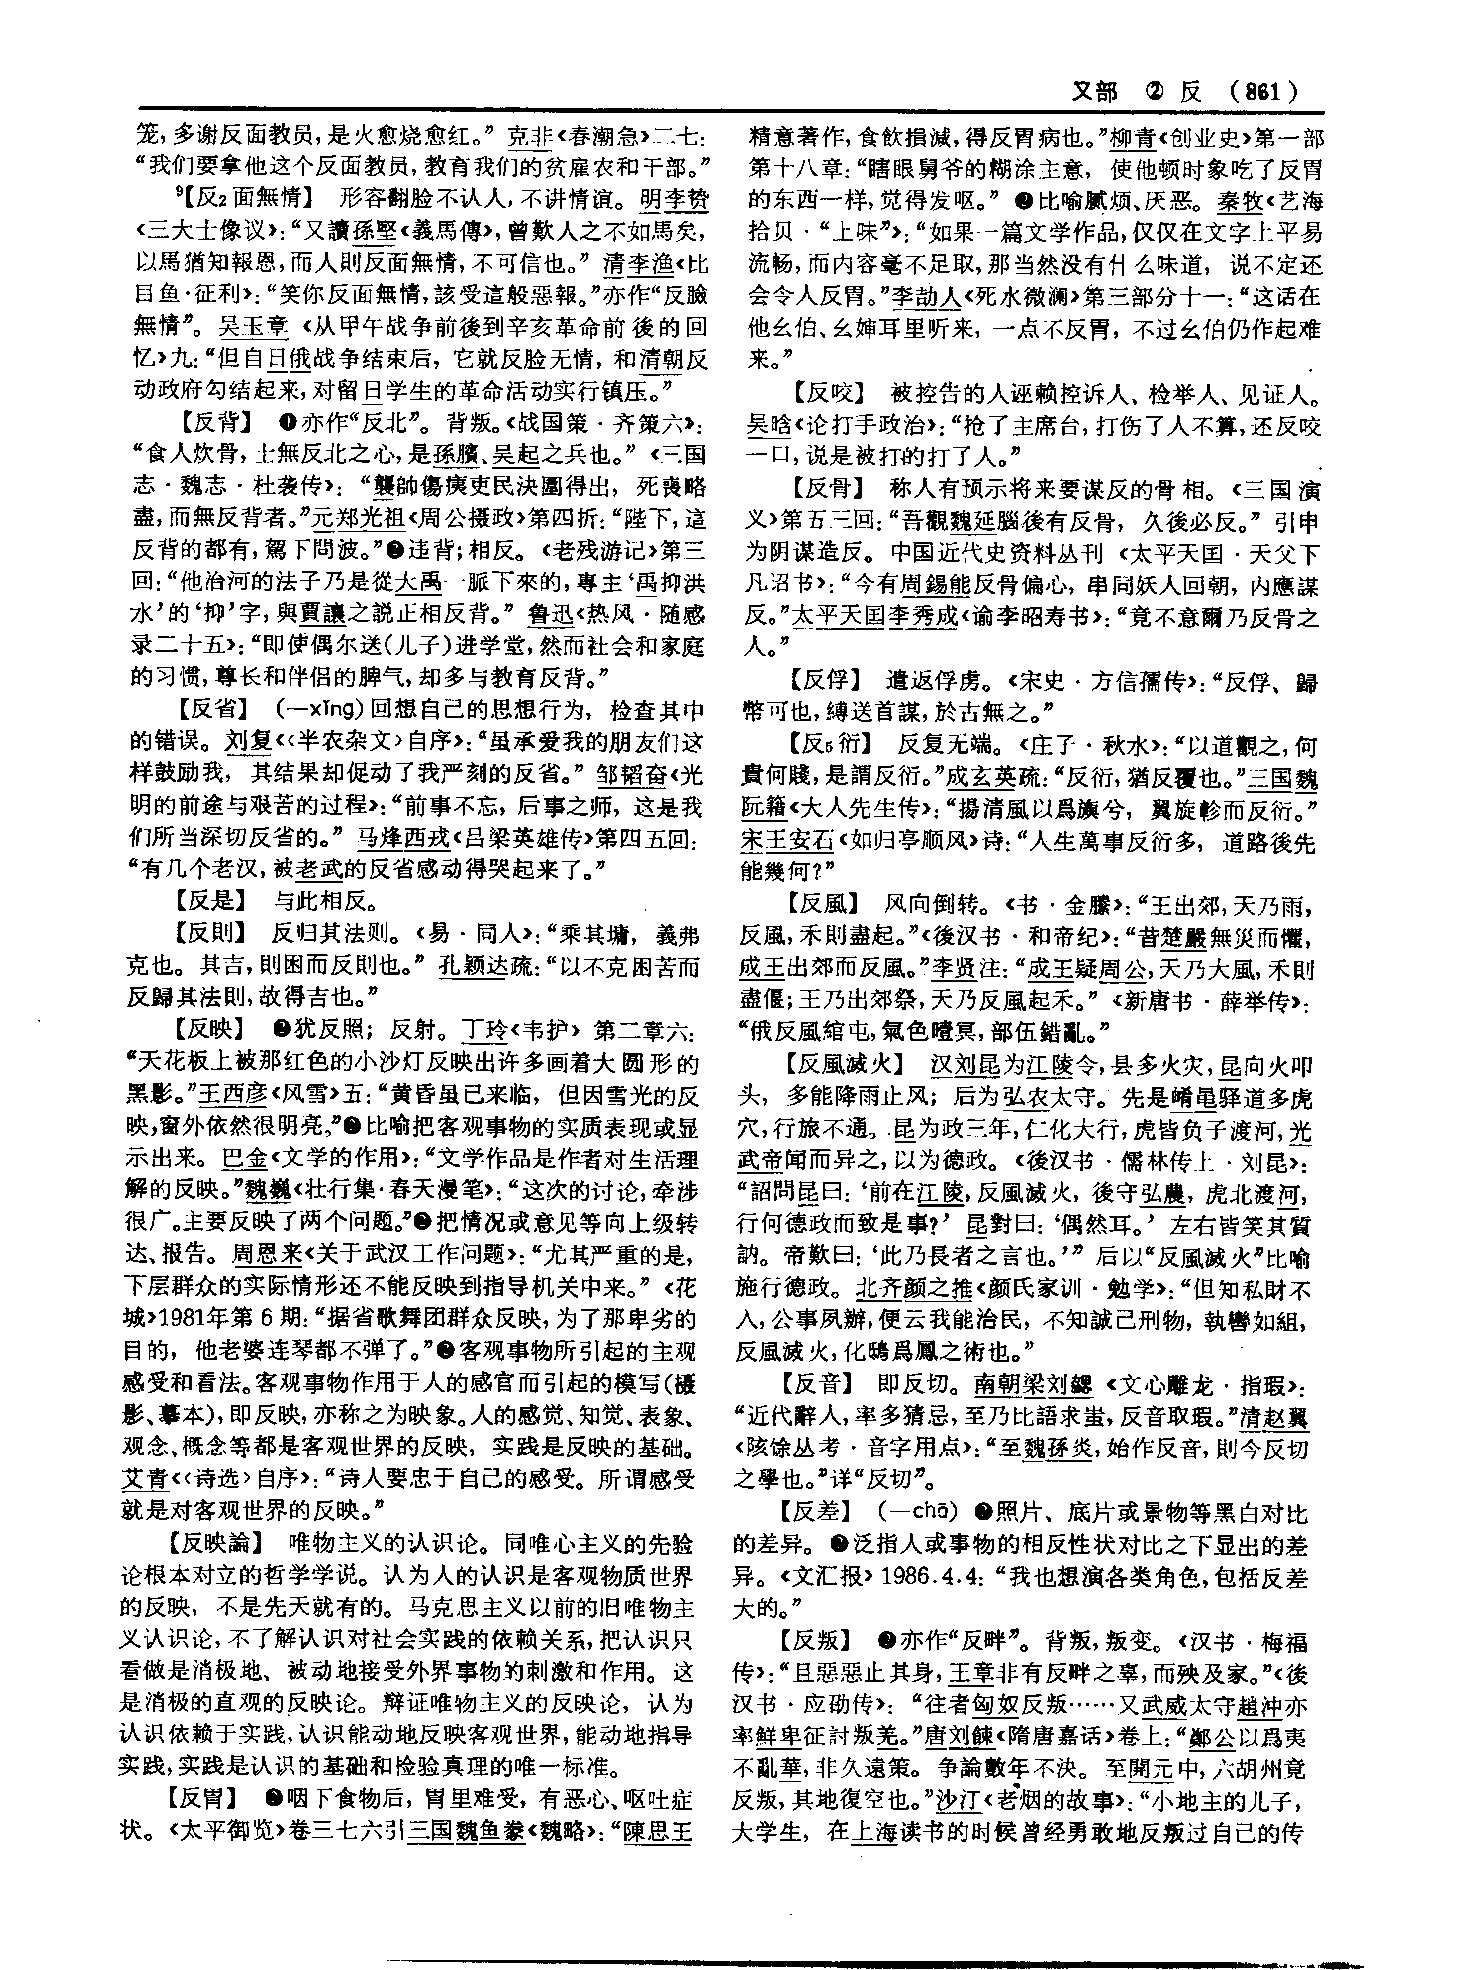 又部 ② 反 (861)
笼,多谢反面教员,是火愈烧愈红。”克非《春潮急》二七:
“我们要拿他这个反面教员,教育我们的贫雇农和干部。”
⁹【反₂面無情】 形容翻脸不认人,不讲情谊。明李贽
《三大士像议》:“又讀孫堅《義馬傳》,曾歎人之不如馬矣,
以馬猶知報恩,而人則反面無情,不可信也。”清李渔《比
目鱼·征利》:“笑你反面無情,該受這般惡報。”亦作“反臉
無情”。吴玉章《从甲午战争前後到辛亥革命前後的回
忆》九:“但自日俄战争结束后,它就反脸无情,和清朝反
动政府勾结起来,对留日学生的革命活动实行镇压。”
【反背】 ❶亦作“反北”。背叛。《战国策·齐策六》:
“食人炊骨,士無反北之心,是孫臏、吴起之兵也。”《三国
志·魏志·杜袭传》:“襲帥傷痍吏民決圍得出,死喪略
盡,而無反背者。”元郑光祖《周公摄政》第四折:“陛下,這
反背的都有,駕下問波。”❷违背;相反。《老残游记》第三
回:“他治河的法子乃是從大禹一脈下來的,專主‘禹抑洪
水’的‘抑’字,與賈讓之説正相反背。”鲁迅《热风·随感
录二十五》:“即使偶尔送(儿子)进学堂,然而社会和家庭
的习惯,尊长和伴侣的脾气,却多与教育反背。”
【反省】 (—xǐng)回想自己的思想行为,检查其中
的错误。刘复《〈半农杂文〉自序》:“虽承爱我的朋友们这
样鼓励我,其结果却促动了我严刻的反省。”邹韬奋《光
明的前途与艰苦的过程》:“前事不忘,后事之师,这是我
们所当深切反省的。”马烽西戎《吕梁英雄传》第四五回:
“有几个老汉,被老武的反省感动得哭起来了。”
【反是】 与此相反。
【反則】 反归其法则。《易·同人》:“乘其墉,義弗
克也。其吉,則困而反則也。”孔颖达疏:“以不克困苦而
反歸其法則,故得吉也。”
【反映】 ❶犹反照;反射。丁玲《韦护》第二章六:
“天花板上被那红色的小沙灯反映出许多画着大圆形的
黑影。”王西彦《风雪》五:“黄昏虽已来临,但因雪光的反
映,窗外依然很明亮。”❷比喻把客观事物的实质表现或显
示出来。巴金《文学的作用》:“文学作品是作者对生活理
解的反映。”魏巍《壮行集·春天漫笔》:“这次的讨论,牵涉
很广。主要反映了两个问题。”❸把情况或意见等向上级转
达、报告。周恩来《关于武汉工作问题》:“尤其严重的是,
下层群众的实际情形还不能反映到指导机关中来。”《花
城》1981年第6期:“据省歌舞团群众反映,为了那卑劣的
目的,他老婆连琴都不弹了。”❹客观事物所引起的主观
感受和看法。客观事物作用于人的感官而引起的模写(摄
影、摹本),即反映,亦称之为映象。人的感觉、知觉、表象、
观念、概念等都是客观世界的反映,实践是反映的基础。
艾青《〈诗选〉自序》:“诗人要忠于自己的感受。所谓感受
就是对客观世界的反映。”
【反映論】 唯物主义的认识论。同唯心主义的先验
论根本对立的哲学学说。认为人的认识是客观物质世界
的反映,不是先天就有的。马克思主义以前的旧唯物主
义认识论,不了解认识对社会实践的依赖关系,把认识只
看做是消极地、被动地接受外界事物的刺激和作用。这
是消极的直观的反映论。辩证唯物主义的反映论,认为
认识依赖于实践,认识能动地反映客观世界,能动地指导
实践,实践是认识的基础和检验真理的唯一标准。
【反胃】 ❶咽下食物后,胃里难受,有恶心、呕吐症
状。《太平御览》卷三七六引三国魏鱼豢《魏略》:“陳思王
精意著作,食飲損減,得反胃病也。”柳青《创业史》第一部
第十八章:“瞎眼舅爷的糊涂主意,使他顿时象吃了反胃
的东西一样,觉得发呕。”❷比喻腻烦、厌恶。秦牧《艺海
拾贝·“上味”》:“如果一篇文学作品,仅仅在文字上平易
流畅,而内容毫不足取,那当然没有什么味道,说不定还
会令人反胃。”李劼人《死水微澜》第三部分十一:“这话在
他幺伯、幺婶耳里听来,一点不反胃,不过幺伯仍作起难
来。”
【反咬】 被控告的人诬赖控诉人、检举人、见证人。
吴晗《论打手政治》:“抢了主席台,打伤了人不算,还反咬
一口,说是被打的打了人。”
【反骨】 称人有预示将来要谋反的骨相。《三国演
义》第五三回:“吾觀魏延腦後有反骨,久後必反。”引申
为阴谋造反。中国近代史资料丛刊《太平天囯·天父下
凡诏书》:“今有周錫能反骨偏心,串同妖人回朝,内應謀
反。”太平天囯李秀成《谕李昭寿书》:“竟不意爾乃反骨之
人。”
【反俘】 遣返俘虏。《宋史·方信孺传》:“反俘、歸
幣可也,縛送首謀,於古無之。”
【反₅衍】 反复无端。《庄子·秋水》:“以道觀之,何
貴何賤,是謂反衍。”成玄英疏:“反衍,猶反覆也。”三国魏
阮籍《大人先生传》:“揚清風以爲旟兮,翼旋軫而反衍。”
宋王安石《如归亭顺风》诗:“人生萬事反衍多,道路後先
能幾何?”
【反風】 风向倒转。《书·金縢》:“王出郊,天乃雨,
反風,禾則盡起。”《後汉书·和帝纪》:“昔楚嚴無災而懼,
成王出郊而反風。”李贤注:“成王疑周公,天乃大風,禾則
盡偃;王乃出郊祭,天乃反風起禾。”《新唐书·薛举传》:
“俄反風綰屯,氣色曀冥,部伍錯亂。”
【反風滅火】 汉刘昆为江陵令,县多火灾,昆向火叩
头,多能降雨止风;后为弘农太守。先是崤黾驿道多虎
穴,行旅不通。昆为政三年,仁化大行,虎皆负子渡河,光
武帝闻而异之,以为德政。《後汉书·儒林传上·刘昆》:
“詔問昆曰:‘前在江陵,反風滅火,後守弘農,虎北渡河,
行何德政而致是事?’昆對曰:‘偶然耳。’左右皆笑其質
訥。帝歎曰:‘此乃長者之言也。’”后以“反風滅火”比喻
施行德政。北齐颜之推《颜氏家训·勉学》:“但知私財不
入,公事夙辦,便云我能治民,不知誠己刑物,執轡如組,
反風滅火,化鴟爲鳳之術也。”
【反音】 即反切。南朝梁刘勰《文心雕龙·指瑕》:
“近代辭人,率多猜忌,至乃比語求蚩,反音取瑕。”清赵翼
《陔馀丛考·音字用点》:“至魏孫炎,始作反音,則今反切
之學也。”详“反切”。
【反差】 (—chā) ❶照片、底片或景物等黑白对比
的差异。❷泛指人或事物的相反性状对比之下显出的差
异。《文汇报》1986.4.4:“我也想演各类角色,包括反差
大的。”
【反叛】 ❶亦作“反畔”。背叛,叛变。《汉书·梅福
传》:“且惡惡止其身,王章非有反畔之辜,而殃及家。”《後
汉书·应劭传》:“往者匈奴反叛……又武威太守趙沖亦
率鮮卑征討叛羌。”唐刘餗《隋唐嘉话》卷上:“鄭公以爲夷
不亂華,非久遠策。爭論數年不決。至開元中,六胡州竟
反叛,其地復空也。”沙汀《老烟的故事》:“小地主的儿子,
大学生,在上海读书的时候曾经勇敢地反叛过自己的传